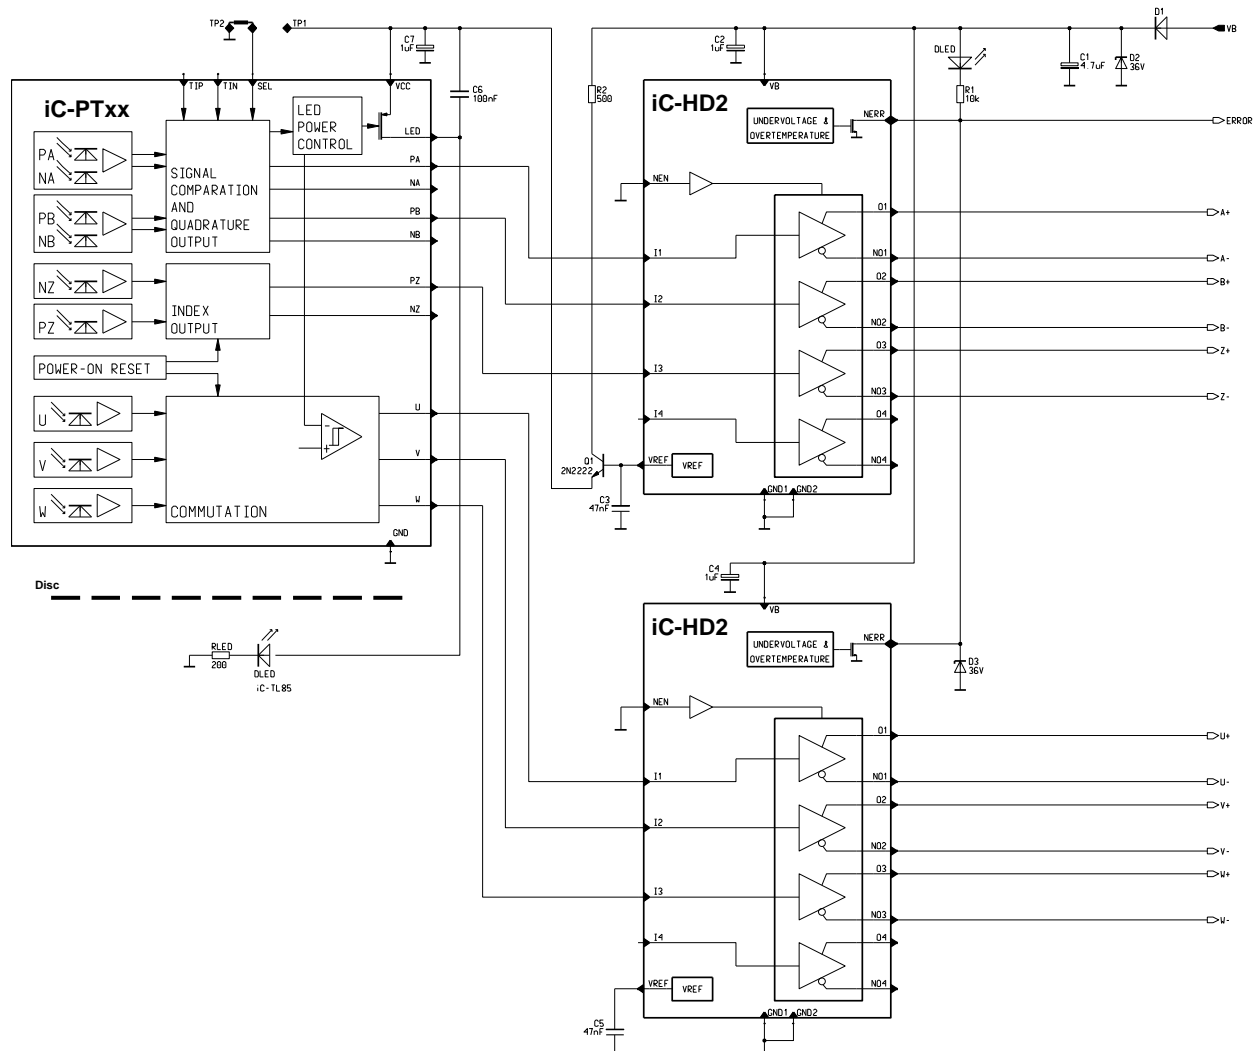 TP2
TP1
C7
1uF
C2
1uF
D1
VB
DLED
C1
4.7uF
D2
36V
TIP
TIN
SEL
VCC
C6
100nF
R2
500
VB
R1
10k
iC-PTxx
LED
POWER
CONTROL
LED
iC-HD2
UNDERVOLTAGE &
OVERTEMPERATURE
NERR
ERROR
PA
NA
SIGNAL
COMPARATION
AND
QUADRATURE
OUTPUT
PA
NA
PB
NB
PB
NB
NEN
O1
A+
I1
NO1
A-
NZ
PZ
INDEX
OUTPUT
PZ
NZ
I2
O2
B+
NO2
B-
POWER-ON RESET
I3
O3
Z+
NO3
Z-
U
V
W
-
+
COMMUTATION
U
V
W
I4
O4
NO4
Q1
2N2222
VREF
VREF
C3
47nF
GND1
GND2
GND
Disc
C4
1uF
VB
iC-HD2
UNDERVOLTAGE &
OVERTEMPERATURE
NERR
D3
36V
RLED
200
DLED
iC-TL85
NEN
O1
U+
I1
NO1
U-
I2
O2
V+
NO2
V-
I3
O3
W+
NO3
W-
I4
O4
NO4
VREF
VREF
C5
47nF
GND1
GND2